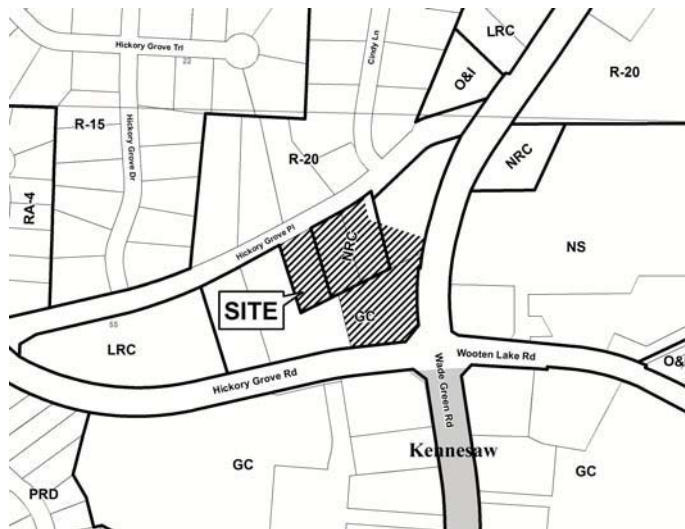 Hickory Grove Trl
22
Cindy Pl
LRC
O&I
R-20
R-15
Hickory Grove Dr
R-20
NRC
RA-4
Hickory Grove Pl
NRC
NS
SITE
GC
55
LRC
Wooten Lake Rd
O&
Hickory Grove Rd
Wade Green Rd
Kennesaw
GC
GC
PRD